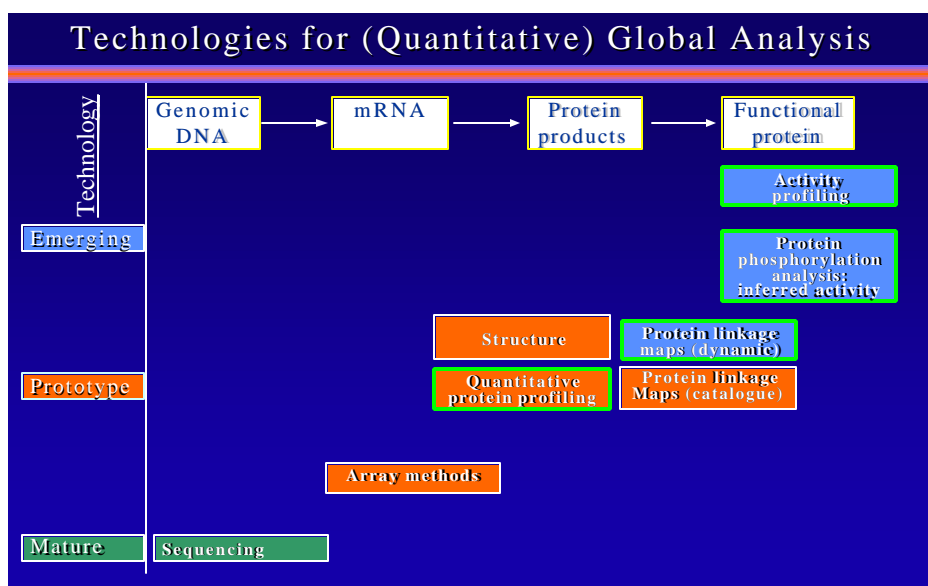 Technologies for (Quantitative) Global Analysis
Technology
Genomic
DNA
mRNA
Protein
products
Functional
protein
Activity
profiling
Emerging
Protein
phosphorylation
analysis:
inferred activity
Structure
Protein linkage
maps (dynamic)
Prototype
Quantitative
protein profiling
Protein linkage
Maps (catalogue)
Array methods
Mature
Sequencing